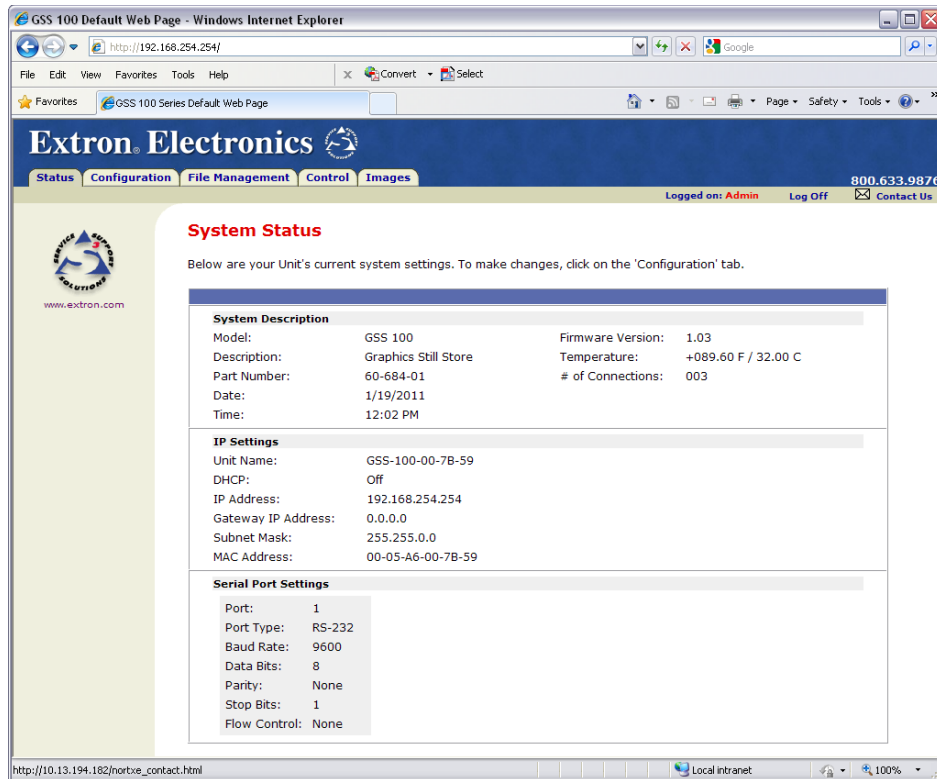 GSS 100 Default Web Page - Windows Internet Explorer
http://192.168.254.254/
Google
File Edit View Favorites Tools Help x Convert Select
Favorites GSS 100 Series Default Web Page Page Safety Tools »
Extron® Electronics
Status Configuration File Management Control Images 800.633.9876
Logged on: Admin Log Off Contact Us
SERVICE SUPPORT SOLUTIONS
3
www.extron.com
System Status
Below are your Unit's current system settings. To make changes, click on the 'Configuration' tab.
System Description
Model: GSS 100 Firmware Version: 1.03
Description: Graphics Still Store Temperature: +089.60 F / 32.00 C
Part Number: 60-684-01 # of Connections: 003
Date: 1/19/2011
Time: 12:02 PM
IP Settings
Unit Name: GSS-100-00-7B-59
DHCP: Off
IP Address: 192.168.254.254
Gateway IP Address: 0.0.0.0
Subnet Mask: 255.255.0.0
MAC Address: 00-05-A6-00-7B-59
Serial Port Settings
Port: 1
Port Type: RS-232
Baud Rate: 9600
Data Bits: 8
Parity: None
Stop Bits: 1
Flow Control: None
http://10.13.194.182/nortxe_contact.html Local intranet 100%